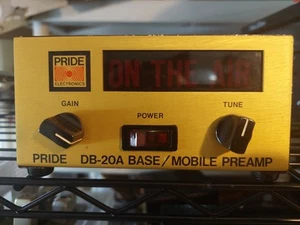 PRIDE
ELECTRONICS
ON THE
GAIN
POWER
TUNE
PRIDE DB-20A BASE/MOBILE PREAMP